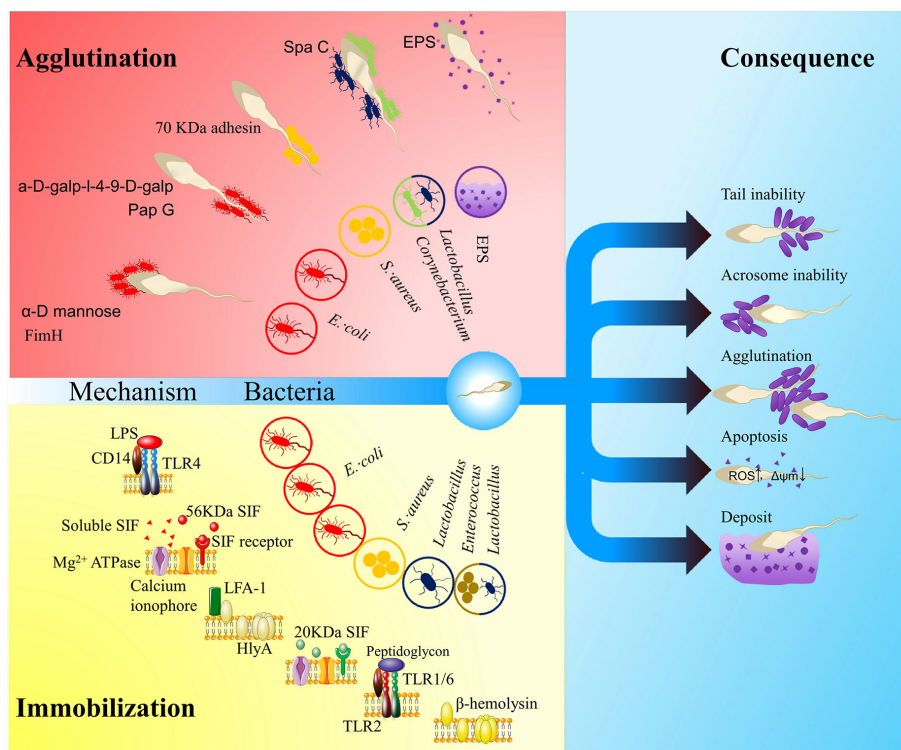 Agglutination
Spa C
EPS
Consequence
70 KDa adhesin
a-D-galp-l-4-9-D-galp
Pap G
α-D mannose
FimH
E.·coli
S.·aureus
Corynebacterium
Lactobacillus
EPS
Tail inability
Acrosome inability
Agglutination
Apoptosis
ROS↑, Δψm↓
Deposit
Mechanism
Bacteria
LPS
CD14
TLR4
E.·coli
S.·aureus
Lactobacillus
Enterococcus
Lactobacillus
Soluble SIF
56KDa SIF
SIF receptor
Mg²⁺ ATPase
Calcium
ionophore
LFA-1
HlyA
20KDa SIF
Peptidoglycon
TLR1/6
TLR2
β-hemolysin
Immobilization